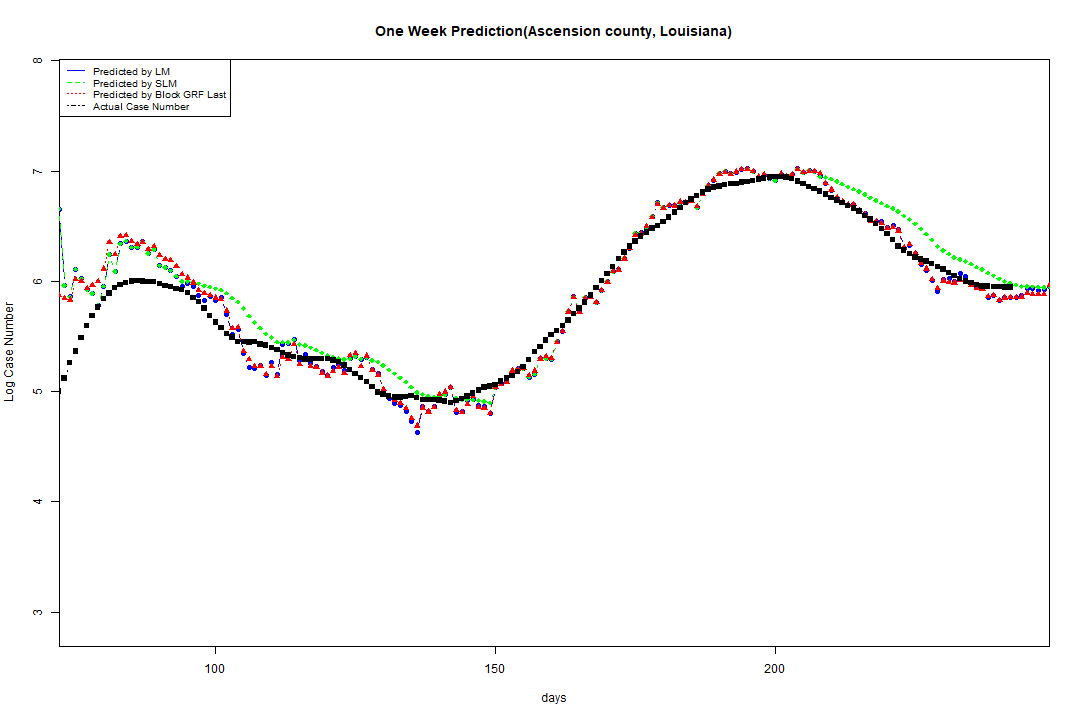 One Week Prediction(Ascension county, Louisiana)
Predicted by LM
Predicted by SLM
Predicted by Block GRF Last
Actual Case Number
8
7
6
5
4
3
Log Case Number
100
150
200
days